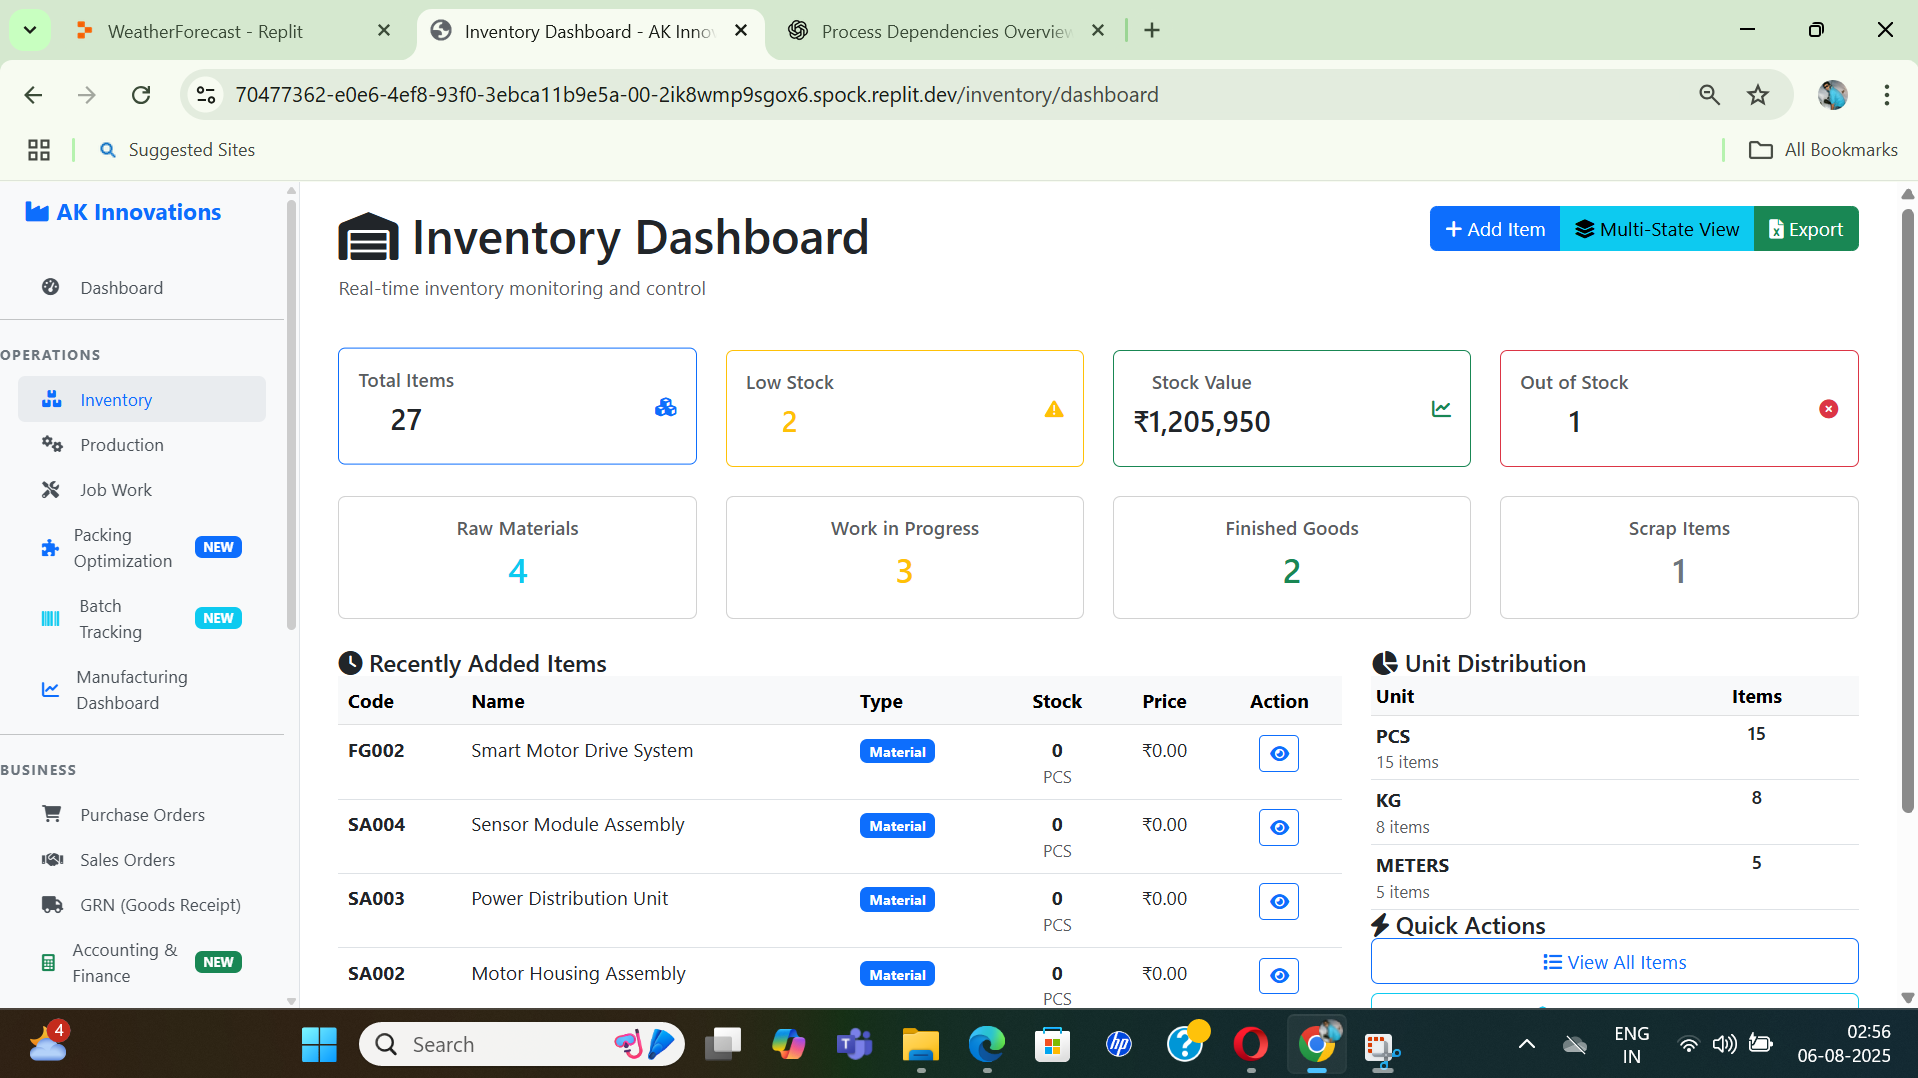 WeatherForecast - Replit
Inventory Dashboard - AK Inno
Process Dependencies Overview
70477362-e0e6-4ef8-93f0-3ebca11b9e5a-00-2ik8wmp9sgox6.spock.replit.dev/inventory/dashboard
Suggested Sites
All Bookmarks
AK Innovations
Dashboard
OPERATIONS
Inventory
Production
Job Work
Packing
Optimization
NEW
Batch
Tracking
NEW
Manufacturing
Dashboard
BUSINESS
Purchase Orders
Sales Orders
GRN (Goods Receipt)
Accounting &
Finance
NEW
Inventory Dashboard
Real-time inventory monitoring and control
Add Item
Multi-State View
Export
Total Items
27
Low Stock
2
Stock Value
₹1,205,950
Out of Stock
1
Raw Materials
4
Work in Progress
3
Finished Goods
2
Scrap Items
1
Recently Added Items
Code Name Type Stock Price Action
FG002 Smart Motor Drive System Material 0 ₹0.00
PCS
SA004 Sensor Module Assembly Material 0 ₹0.00
PCS
SA003 Power Distribution Unit Material 0 ₹0.00
PCS
SA002 Motor Housing Assembly Material 0 ₹0.00
PCS
Unit Distribution
Unit Items
PCS 15
15 items
KG 8
8 items
METERS 5
5 items
Quick Actions
View All Items
4
Search
hp
ENG
IN
02:56
06-08-2025